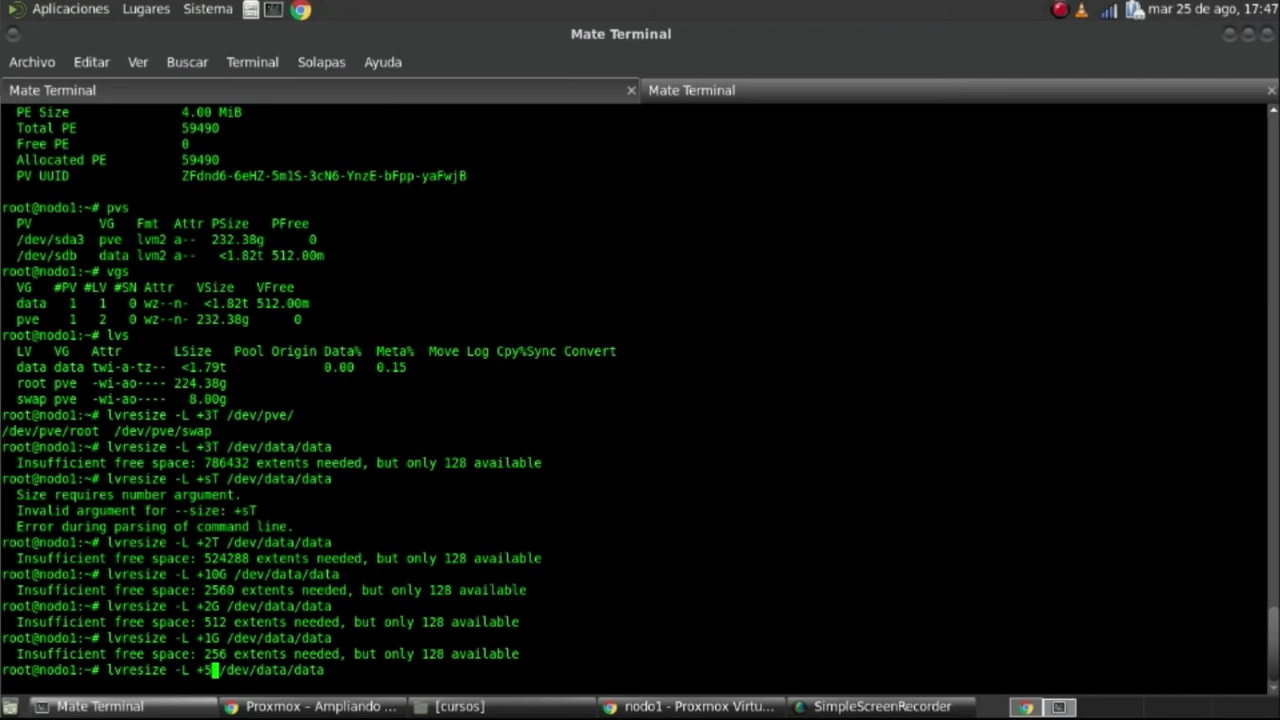 Aplicaciones Lugares Sistema mar 25 de ago, 17:47
Mate Terminal
Archivo Editar Ver Buscar Terminal Solapas Ayuda
Mate Terminal Mate Terminal
PE Size 4.00 MiB
Total PE 59490
Free PE 0
Allocated PE 59490
PV UUID ZFdnd6-6eHZ-5m1S-3cN6-YnzE-bFpp-yaFwjB
root@nodo1:~# pvs
PV VG Fmt Attr PSize PFree
/dev/sda3 pve lvm2 a-- 232.38g 0
/dev/sdb data lvm2 a-- <1.82t 512.00m
root@nodo1:~# vgs
VG #PV #LV #SN Attr VSize VFree
data 1 1 0 wz--n- <1.82t 512.00m
pve 1 2 0 wz--n- 232.38g 0
root@nodo1:~# lvs
LV VG Attr LSize Pool Origin Data% Meta% Move Log Cpy%Sync Convert
data data twi-a-tz-- <1.79t 0.00 0.15
root pve -wi-ao---- 224.38g
swap pve -wi-ao---- 8.00g
root@nodo1:~# lvresize -L +3T /dev/pve/
/dev/pve/root /dev/pve/swap
root@nodo1:~# lvresize -L +3T /dev/data/data
Insufficient free space: 786432 extents needed, but only 128 available
root@nodo1:~# lvresize -L +sT /dev/data/data
Size requires number argument.
Invalid argument for --size: +sT
Error during parsing of command line.
root@nodo1:~# lvresize -L +2T /dev/data/data
Insufficient free space: 524288 extents needed, but only 128 available
root@nodo1:~# lvresize -L +10G /dev/data/data
Insufficient free space: 2560 extents needed, but only 128 available
root@nodo1:~# lvresize -L +2G /dev/data/data
Insufficient free space: 512 extents needed, but only 128 available
root@nodo1:~# lvresize -L +1G /dev/data/data
Insufficient free space: 256 extents needed, but only 128 available
root@nodo1:~# lvresize -L +5 /dev/data/data
Mate Terminal Proxmox – Ampliando ... [cursos] nodo1 - Proxmox Virtu... SimpleScreenRecorder